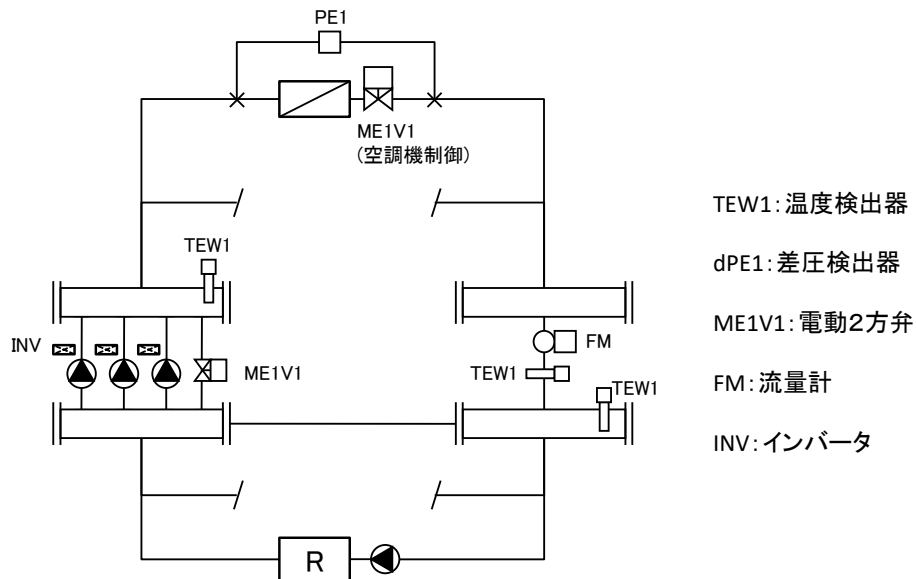 PE1
ME1V1
(空調機制御)
TEW1
INV
ME1V1
FM
TEW1
TEW1
R
TEW1:温度検出器
dPE1:差圧検出器
ME1V1:電動2方弁
FM:流量計
INV:インバータ